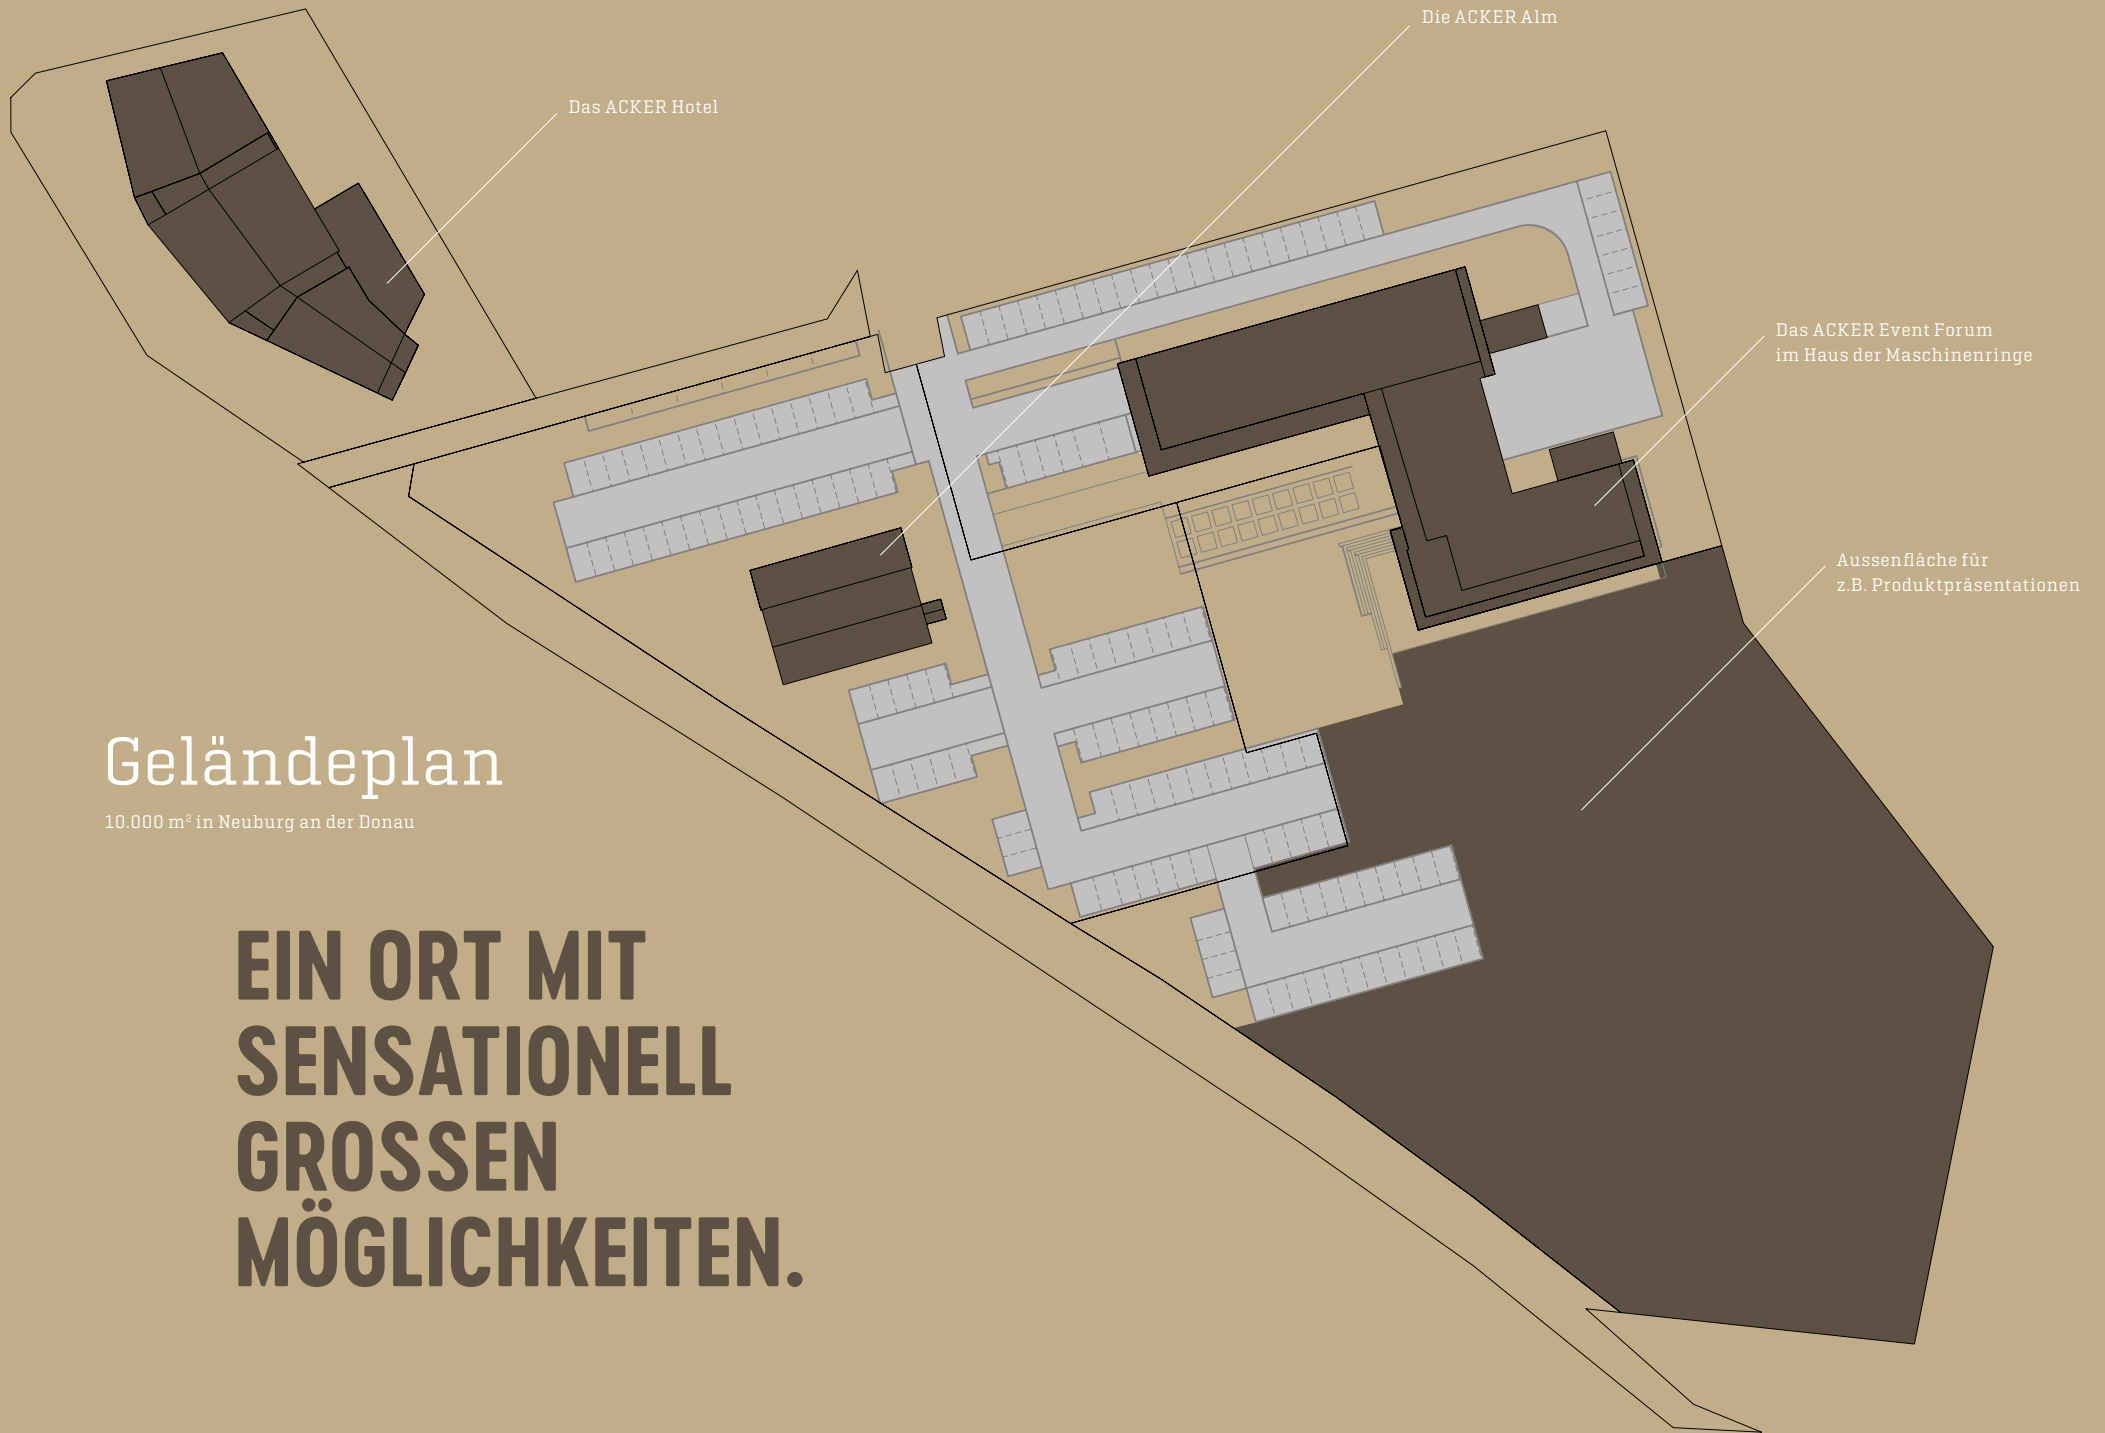 Die ACKER Alm
Das ACKER Hotel
Das ACKER Event Forum
im Haus der Maschinenringe
Aussenfläche für
z.B. Produktpräsentationen
Geländeplan
10.000 m² in Neuburg an der Donau
EIN ORT MIT
SENSATIONELL
GROSSEN
MÖGLICHKEITEN.